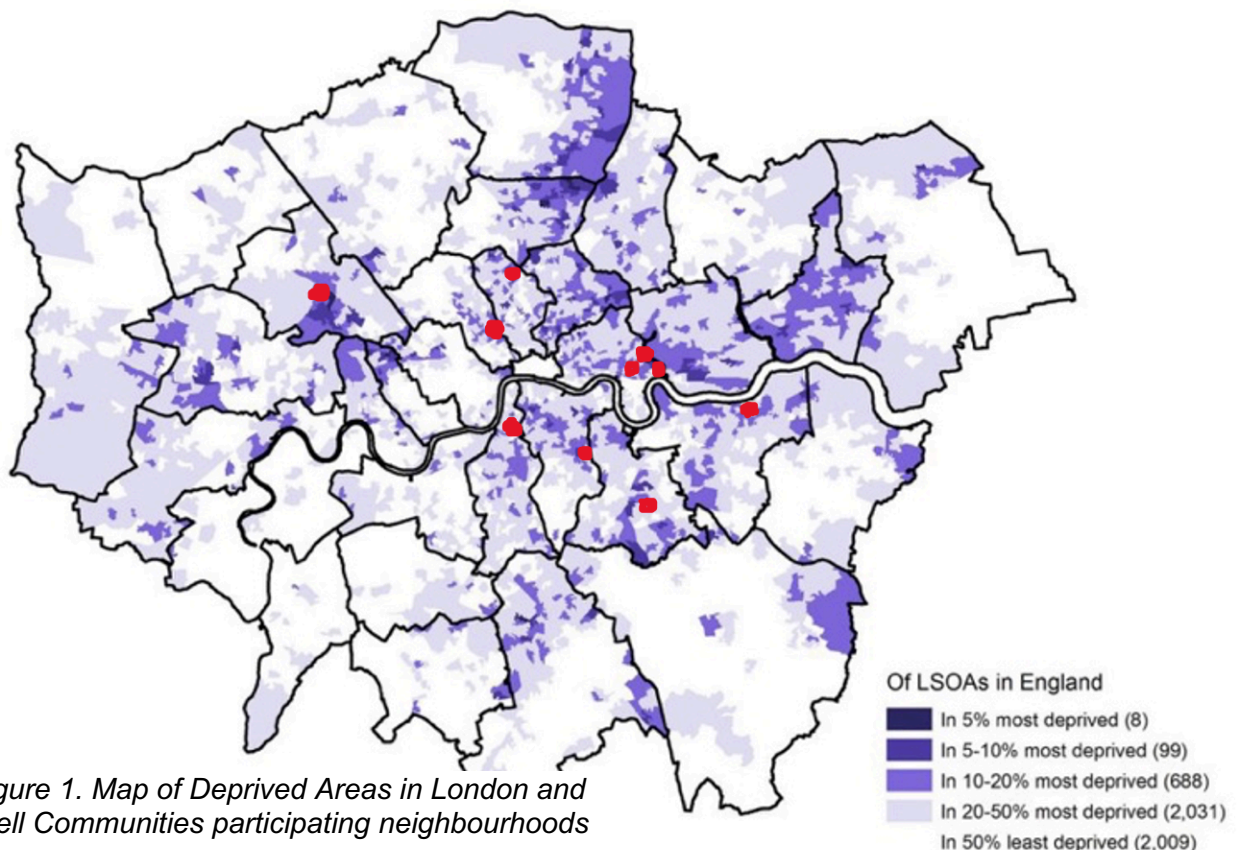 Of LSOAs in England
In 5% most deprived (8)
In 5-10% most deprived (99)
In 10-20% most deprived (688)
In 20-50% most deprived (2,031)
In 50% least deprived (2,009)
gure 1. Map of Deprived Areas in London and
ell Communities participating neighbourhoods